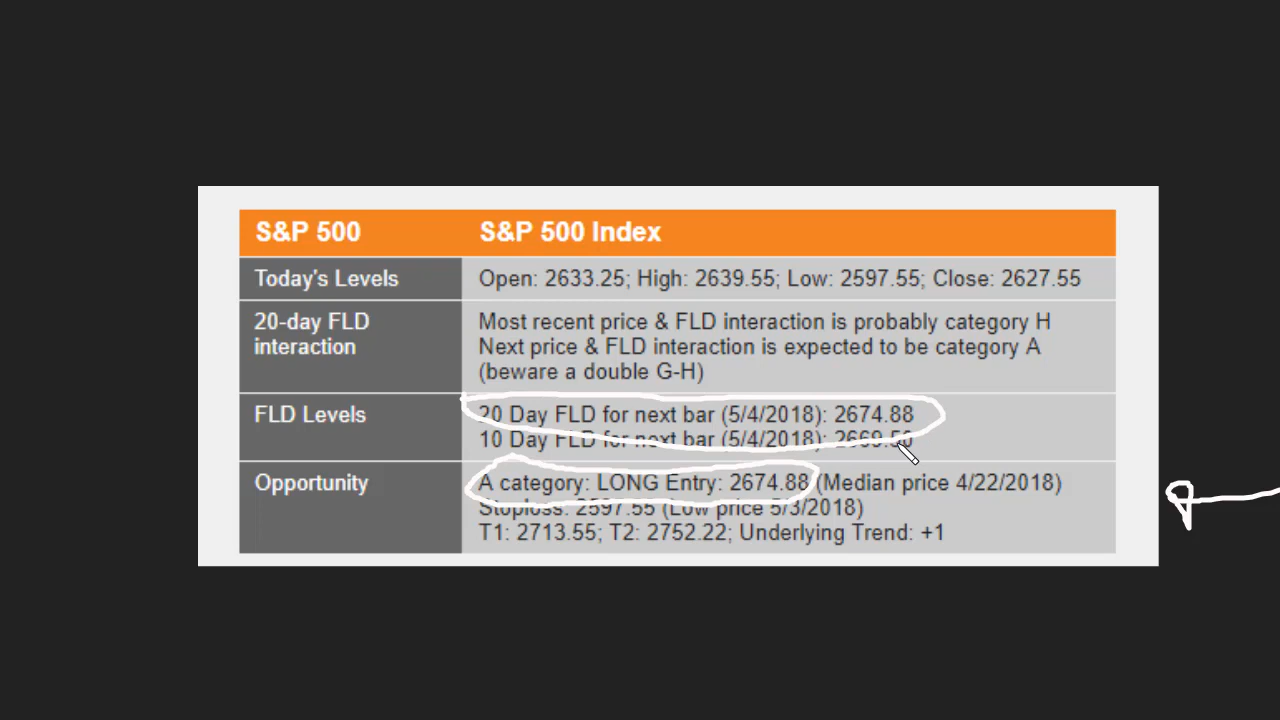 S&P 500 S&P 500 Index
Today's Levels Open: 2633.25; High: 2639.55; Low: 2597.55; Close: 2627.55
20-day FLD interaction
Most recent price & FLD interaction is probably category H
Next price & FLD interaction is expected to be category A
(beware a double G-H)
FLD Levels 20 Day FLD for next bar (5/4/2018): 2674.88
10 Day FLD for next bar (5/4/2018): 2669.50
Opportunity A category: LONG Entry: 2674.88 (Median price 4/22/2018)
Stoploss: 2597.55 (Low price 5/3/2018)
T1: 2713.55; T2: 2752.22; Underlying Trend: +1